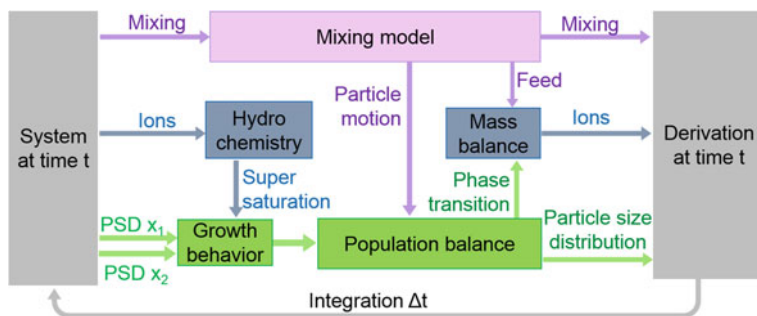 Mixing
Mixing model
Mixing
System
at time t
Ions
Hydro
chemistry
Particle
motion
Feed
Mass
balance
Ions
Derivation
at time t
Super
saturation
Phase
transition
PSD x₁
PSD x₂
Growth
behavior
Population balance
Particle size
distribution
Integration Δt